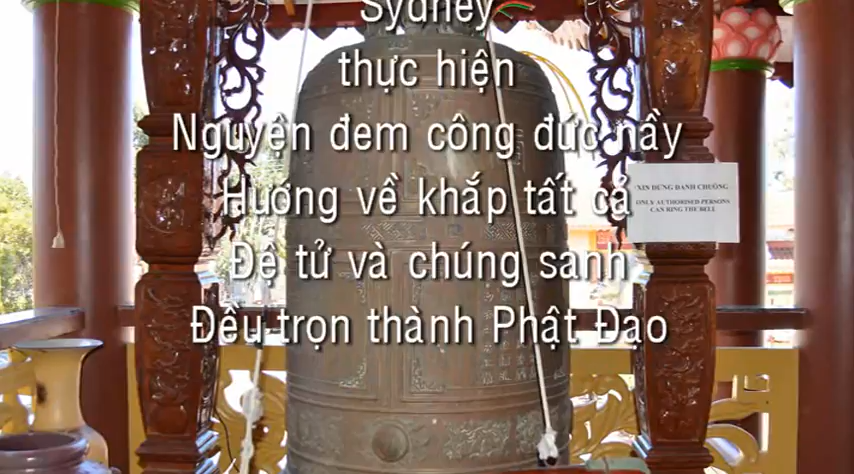 Sydney
thực hiện
Nguyện đem công đức nầy
Hướng về khắp tất cả
Đệ tử và chúng sanh
Đều trọn thành Phật Đạo
XIN ĐỪNG ĐÁNH CHUÔNG
ONLY AUTHORISED PERSONS
CAN RING THE BELL